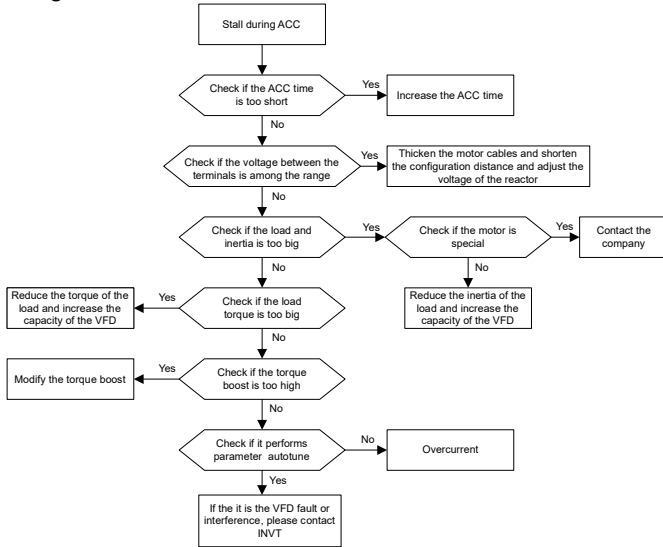 Stall during ACC
Check if the ACC time
is too short
Yes
Increase the ACC time
No
Check if the voltage between the
terminals is among the range
Yes
Thicken the motor cables and shorten
the configuration distance and adjust the
voltage of the reactor
No
Check if the load and
inertia is too big
Yes
Check if the motor is
special
Yes
Contact the
company
No
No
Reduce the torque of the
load and increase the
capacity of the VFD
Yes
Check if the load
torque is too big
Reduce the inertia of the
load and increase the
capacity of the VFD
No
Modify the torque boost
Yes
Check if the torque
boost is too high
No
Check if it performs
parameter autotune
No
Overcurrent
Yes
If the it is the VFD fault or
interference, please contact
INVT